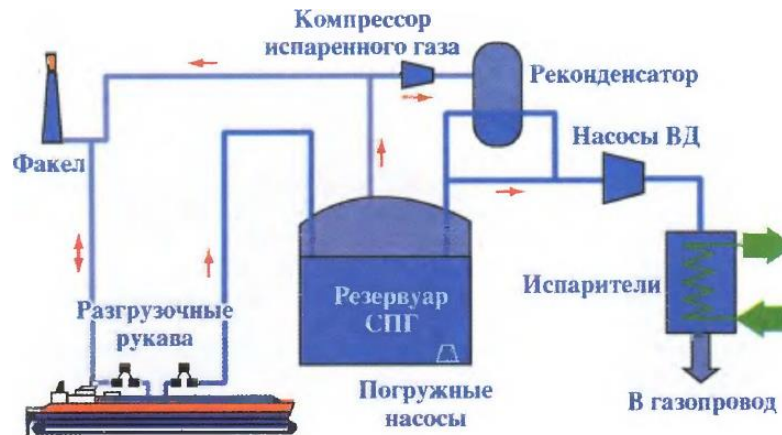 Компрессор
испаренного газа
Реконденсатор
Насосы ВД
Факел
Испарители
Разгрузочные
рукава
Резервуар
СПГ
Погружные
насосы
В газопровод